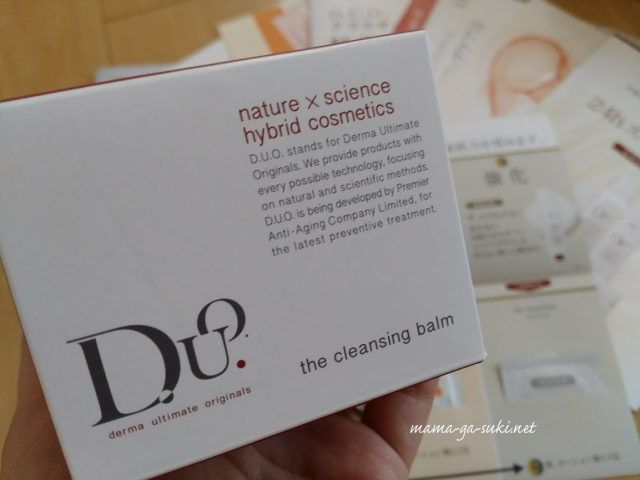 nature × science
hybrid cosmetics
D.U.O. stands for Derma Ultimate
Originals. We provide products with
every possible technology, focusing
on natural and scientific methods.
D.U.O. is being developed by Premier
Anti-Aging Company Limited, for
the latest preventive treatment.
D.U.O.
derma ultimate originals
the cleansing balm
強化
mama-ga-suki.net